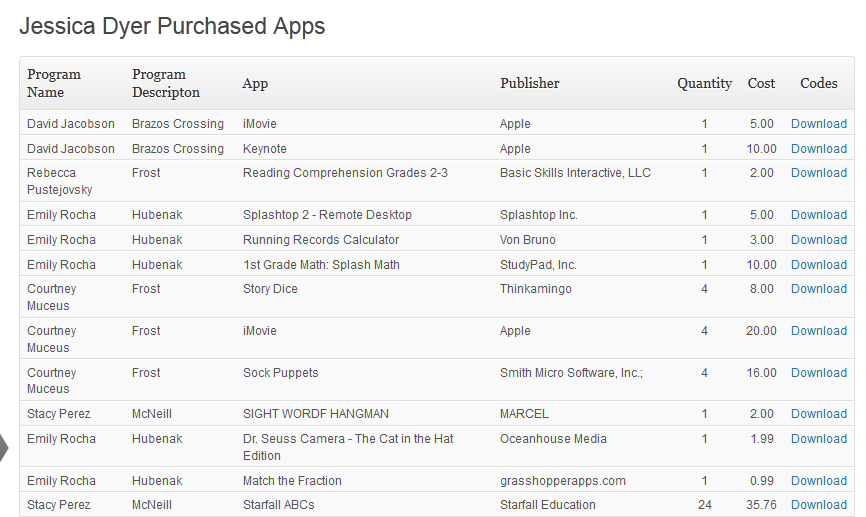 Jessica Dyer Purchased Apps
Program Name Program Descripton App Publisher Quantity Cost Codes
David Jacobson Brazos Crossing iMovie Apple 1 5.00 Download
David Jacobson Brazos Crossing Keynote Apple 1 10.00 Download
Rebecca Pustejovsky Frost Reading Comprehension Grades 2-3 Basic Skills Interactive, LLC 1 2.00 Download
Emily Rocha Hubenak Splashtop 2 - Remote Desktop Splashtop Inc. 1 5.00 Download
Emily Rocha Hubenak Running Records Calculator Von Bruno 1 3.00 Download
Emily Rocha Hubenak 1st Grade Math: Splash Math StudyPad, Inc. 1 10.00 Download
Courtney Muceus Frost Story Dice Thinkamingo 4 8.00 Download
Courtney Muceus Frost iMovie Apple 4 20.00 Download
Courtney Muceus Frost Sock Puppets Smith Micro Software, Inc.; 4 16.00 Download
Stacy Perez McNeill SIGHT WORDF HANGMAN MARCEL 1 2.00 Download
Emily Rocha Hubenak Dr. Seuss Camera - The Cat in the Hat Edition Oceanhouse Media 1 1.99 Download
Emily Rocha Hubenak Match the Fraction grasshopperapps.com 1 0.99 Download
Stacy Perez McNeill Starfall ABCs Starfall Education 24 35.76 Download